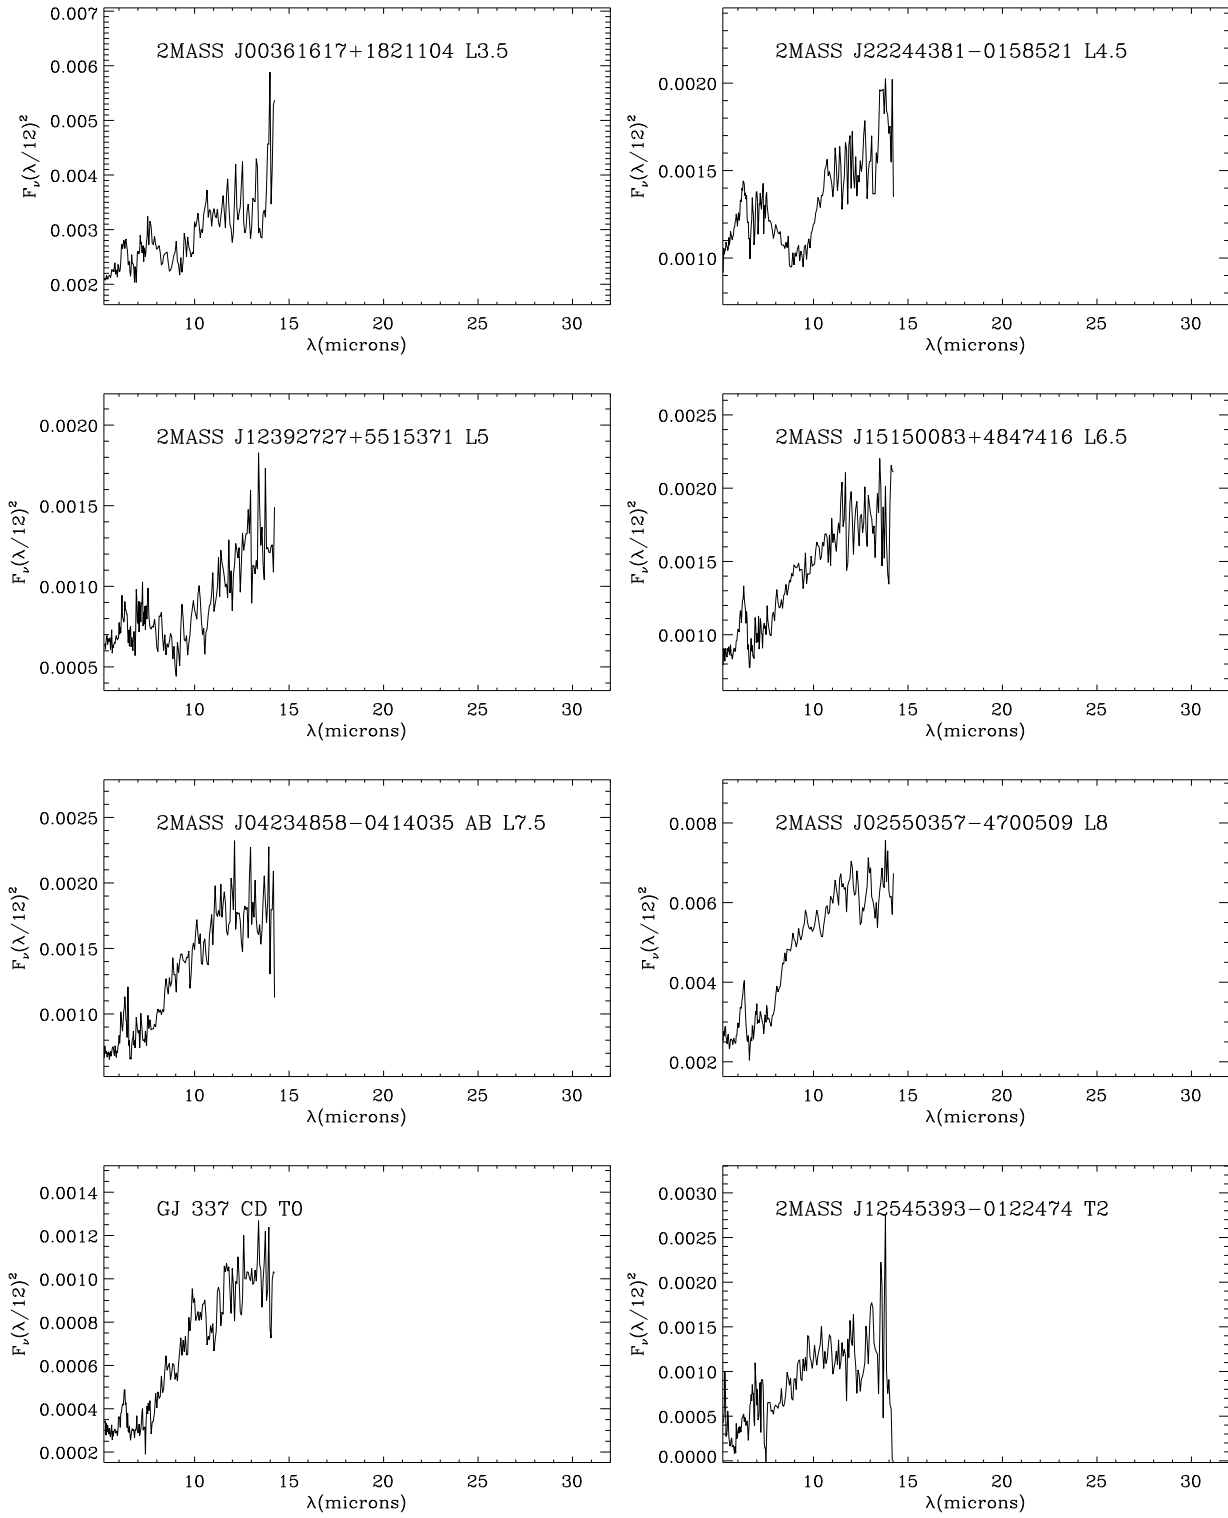 0.007
0.006
0.005
0.004
0.003
0.002
F_ν(λ/12)²
2MASS J00361617+1821104 L3.5
10 15 20 25 30
λ(microns)
0.0020
0.0015
0.0010
F_ν(λ/12)²
2MASS J22244381−0158521 L4.5
10 15 20 25 30
λ(microns)
0.0020
0.0015
0.0010
0.0005
F_ν(λ/12)²
2MASS J12392727+5515371 L5
10 15 20 25 30
λ(microns)
0.0025
0.0020
0.0015
0.0010
F_ν(λ/12)²
2MASS J15150083+4847416 L6.5
10 15 20 25 30
λ(microns)
0.0025
0.0020
0.0015
0.0010
F_ν(λ/12)²
2MASS J04234858−0414035 AB L7.5
10 15 20 25 30
λ(microns)
0.008
0.006
0.004
0.002
F_ν(λ/12)²
2MASS J02550357−4700509 L8
10 15 20 25 30
λ(microns)
0.0014
0.0012
0.0010
0.0008
0.0006
0.0004
0.0002
F_ν(λ/12)²
GJ 337 CD T0
10 15 20 25 30
λ(microns)
0.0030
0.0025
0.0020
0.0015
0.0010
0.0005
0.0000
F_ν(λ/12)²
2MASS J12545393−0122474 T2
10 15 20 25 30
λ(microns)